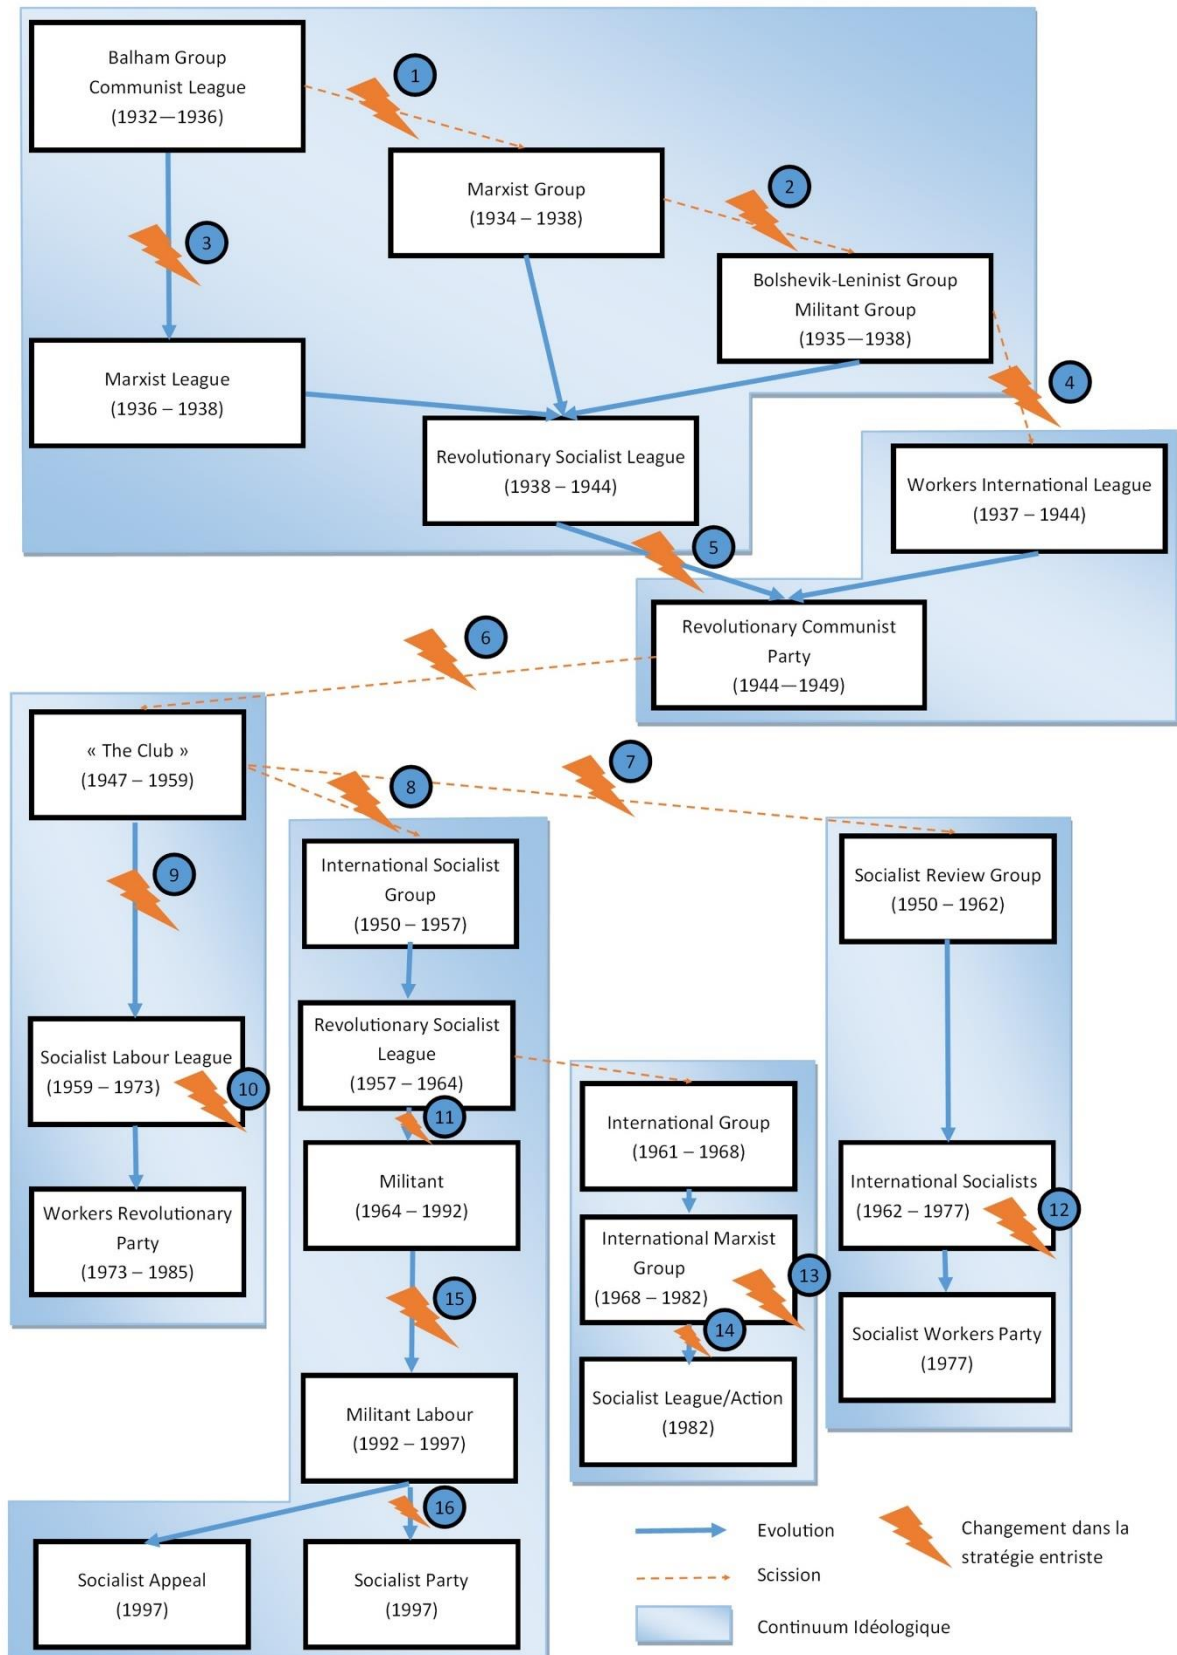 Balham Group
Communist League
(1932—1936)
1
Marxist Group
(1934 – 1938)
2
3
Bolshevik-Leninist Group
Militant Group
(1935—1938)
Marxist League
(1936 – 1938)
4
Revolutionary Socialist League
(1938 – 1944)
Workers International League
(1937 – 1944)
5
Revolutionary Communist
Party
(1944—1949)
6
« The Club »
(1947 – 1959)
7
8
9
International Socialist
Group
(1950 – 1957)
Socialist Review Group
(1950 – 1962)
Socialist Labour League
(1959 – 1973)
10
Revolutionary Socialist
League
(1957 – 1964)
11
International Group
(1961 – 1968)
Militant
(1964 – 1992)
International Socialists
(1962 – 1977)
12
Workers Revolutionary
Party
(1973 – 1985)
International Marxist
Group
(1968 – 1982)
13
14
15
Socialist Workers Party
(1977)
Socialist League/Action
(1982)
Militant Labour
(1992 – 1997)
16
Socialist Appeal
(1997)
Socialist Party
(1997)
Evolution
Changement dans la
stratégie entriste
Scission
Continuum Idéologique